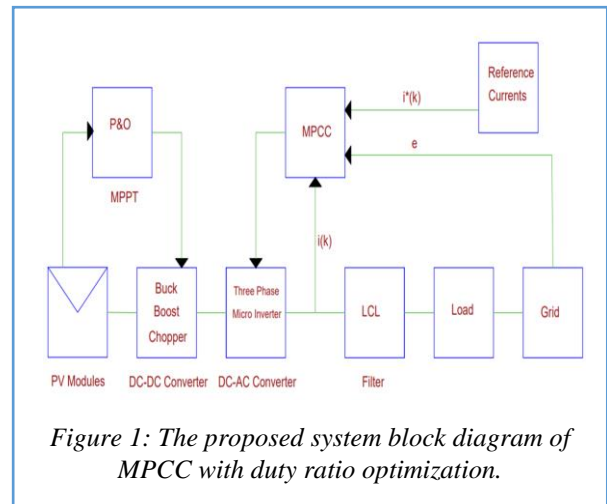 Reference
Currents
i*(k)
P&O
MPCC
e
MPPT
i(k)
Buck
Boost
Chopper
Three Phase
Micro Inverter
LCL
Load
Grid
PV Modules
DC-DC Converter
DC-AC Converter
Filter
Figure 1: The proposed system block diagram of
MPCC with duty ratio optimization.